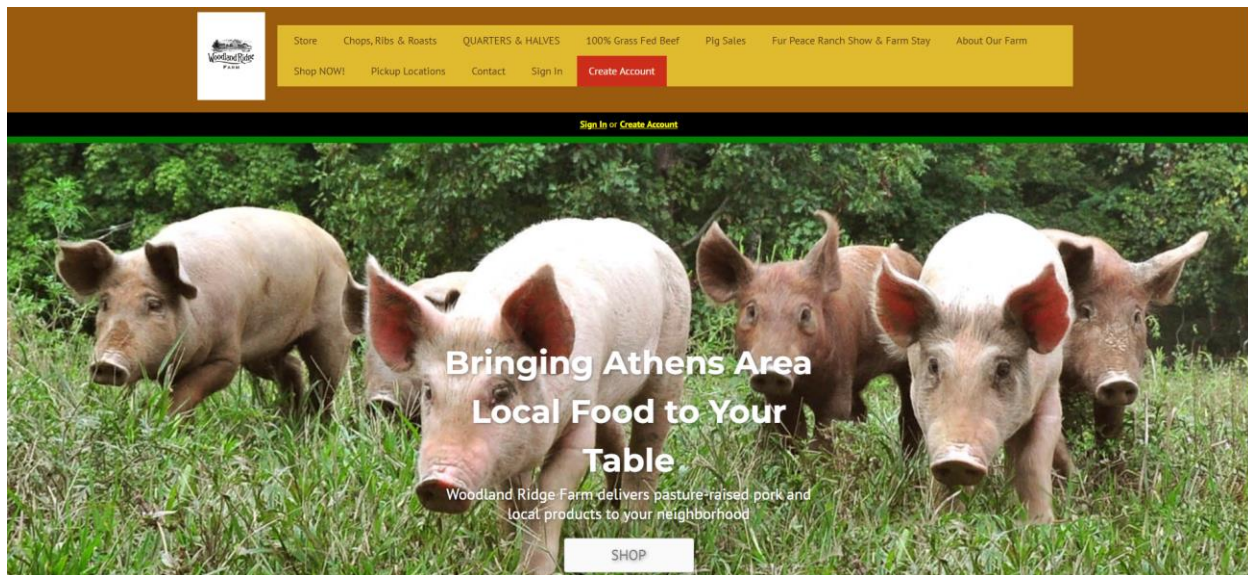 Woodland Ridge
FARM
Store Chops, Ribs & Roasts QUARTERS & HALVES 100% Grass Fed Beef Pig Sales Fur Peace Ranch Show & Farm Stay About Our Farm
Shop NOW! Pickup Locations Contact Sign In Create Account
Sign In or Create Account
Bringing Athens Area
Local Food to Your
Table
Woodland Ridge Farm delivers pasture-raised pork and
local products to your neighborhood
SHOP